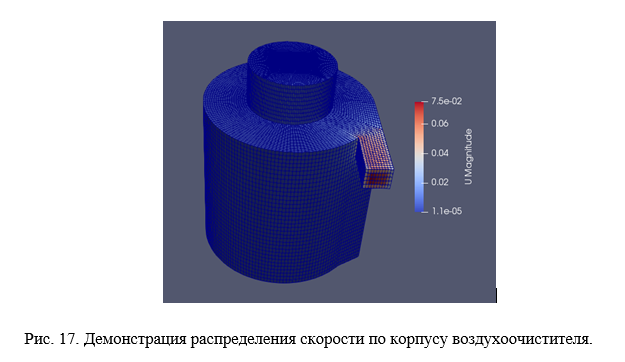 7.5e-02
0.06
0.04
0.02
1.1e-05
U Magnitude
Рис. 17. Демонстрация распределения скорости по корпусу воздухоочистителя.